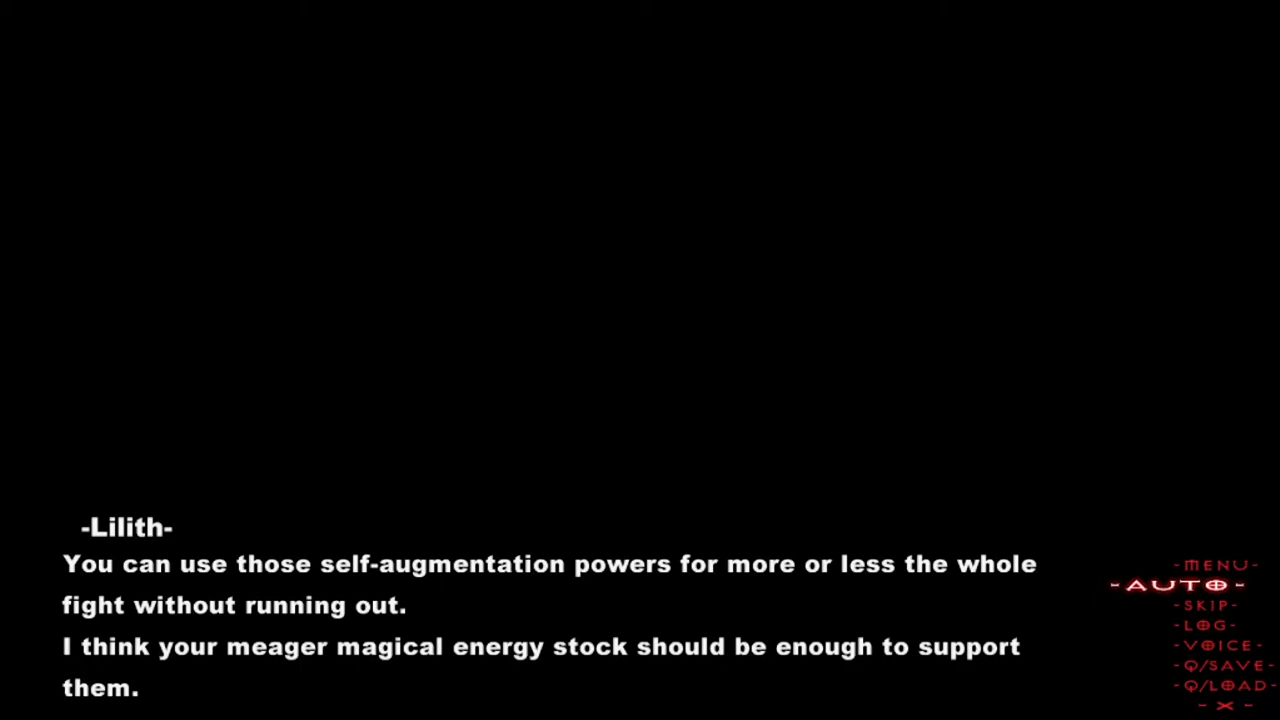 -Lilith-
You can use those self-augmentation powers for more or less the whole
fight without running out.
I think your meager magical energy stock should be enough to support
them.
-MENU-
-AUTO-
-SKIP-
-LOG-
-VOICE-
-Q/SAVE-
-Q/LOAD-
-X-